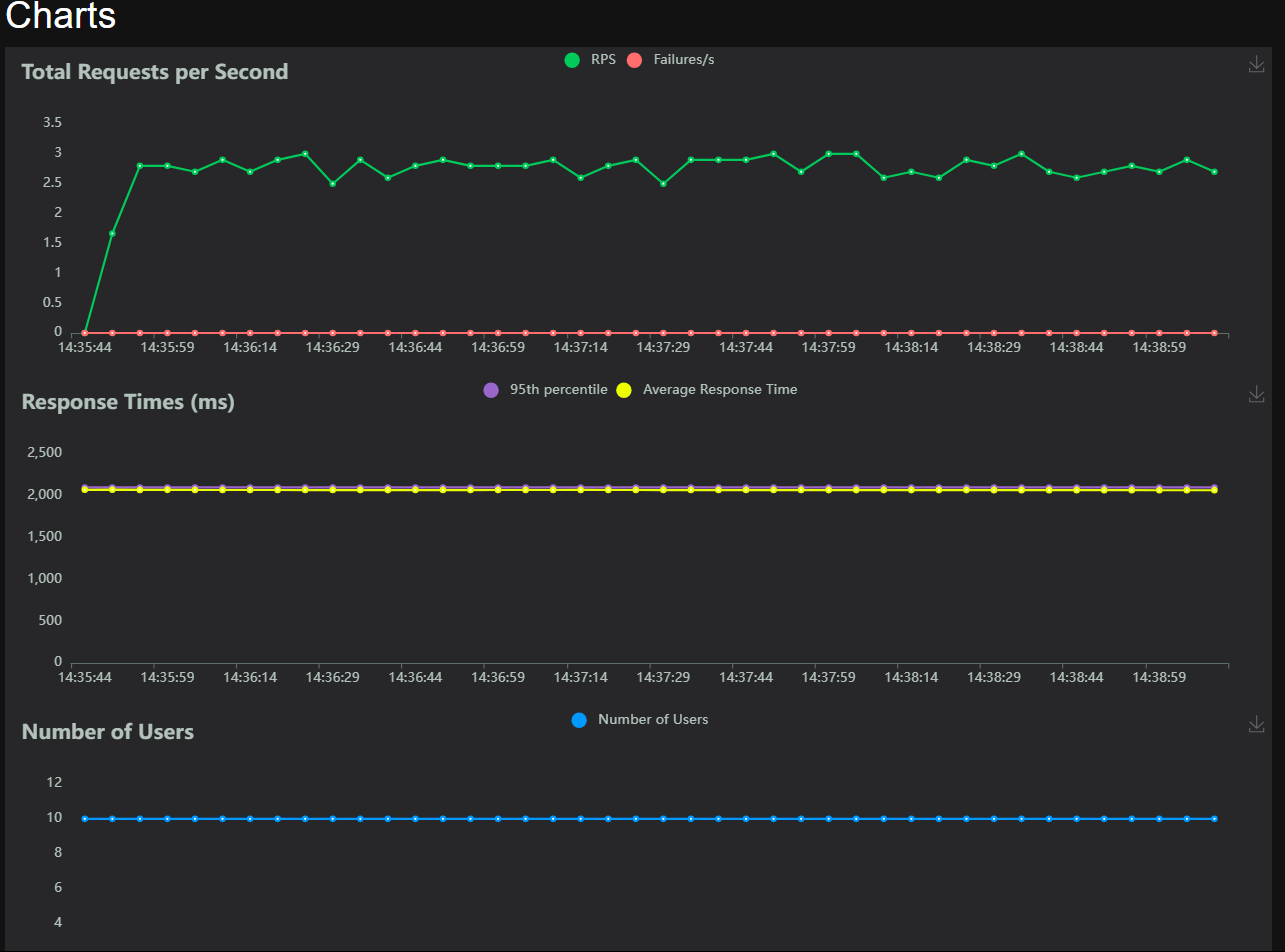 Charts
Total Requests per Second
RPS Failures/s
3.5
3
2.5
2
1.5
1
0.5
0
14:35:44 14:35:59 14:36:14 14:36:29 14:36:44 14:36:59 14:37:14 14:37:29 14:37:44 14:37:59 14:38:14 14:38:29 14:38:44 14:38:59
Response Times (ms)
95th percentile Average Response Time
2,500
2,000
1,500
1,000
500
0
14:35:44 14:35:59 14:36:14 14:36:29 14:36:44 14:36:59 14:37:14 14:37:29 14:37:44 14:37:59 14:38:14 14:38:29 14:38:44 14:38:59
Number of Users
Number of Users
12
10
8
6
4